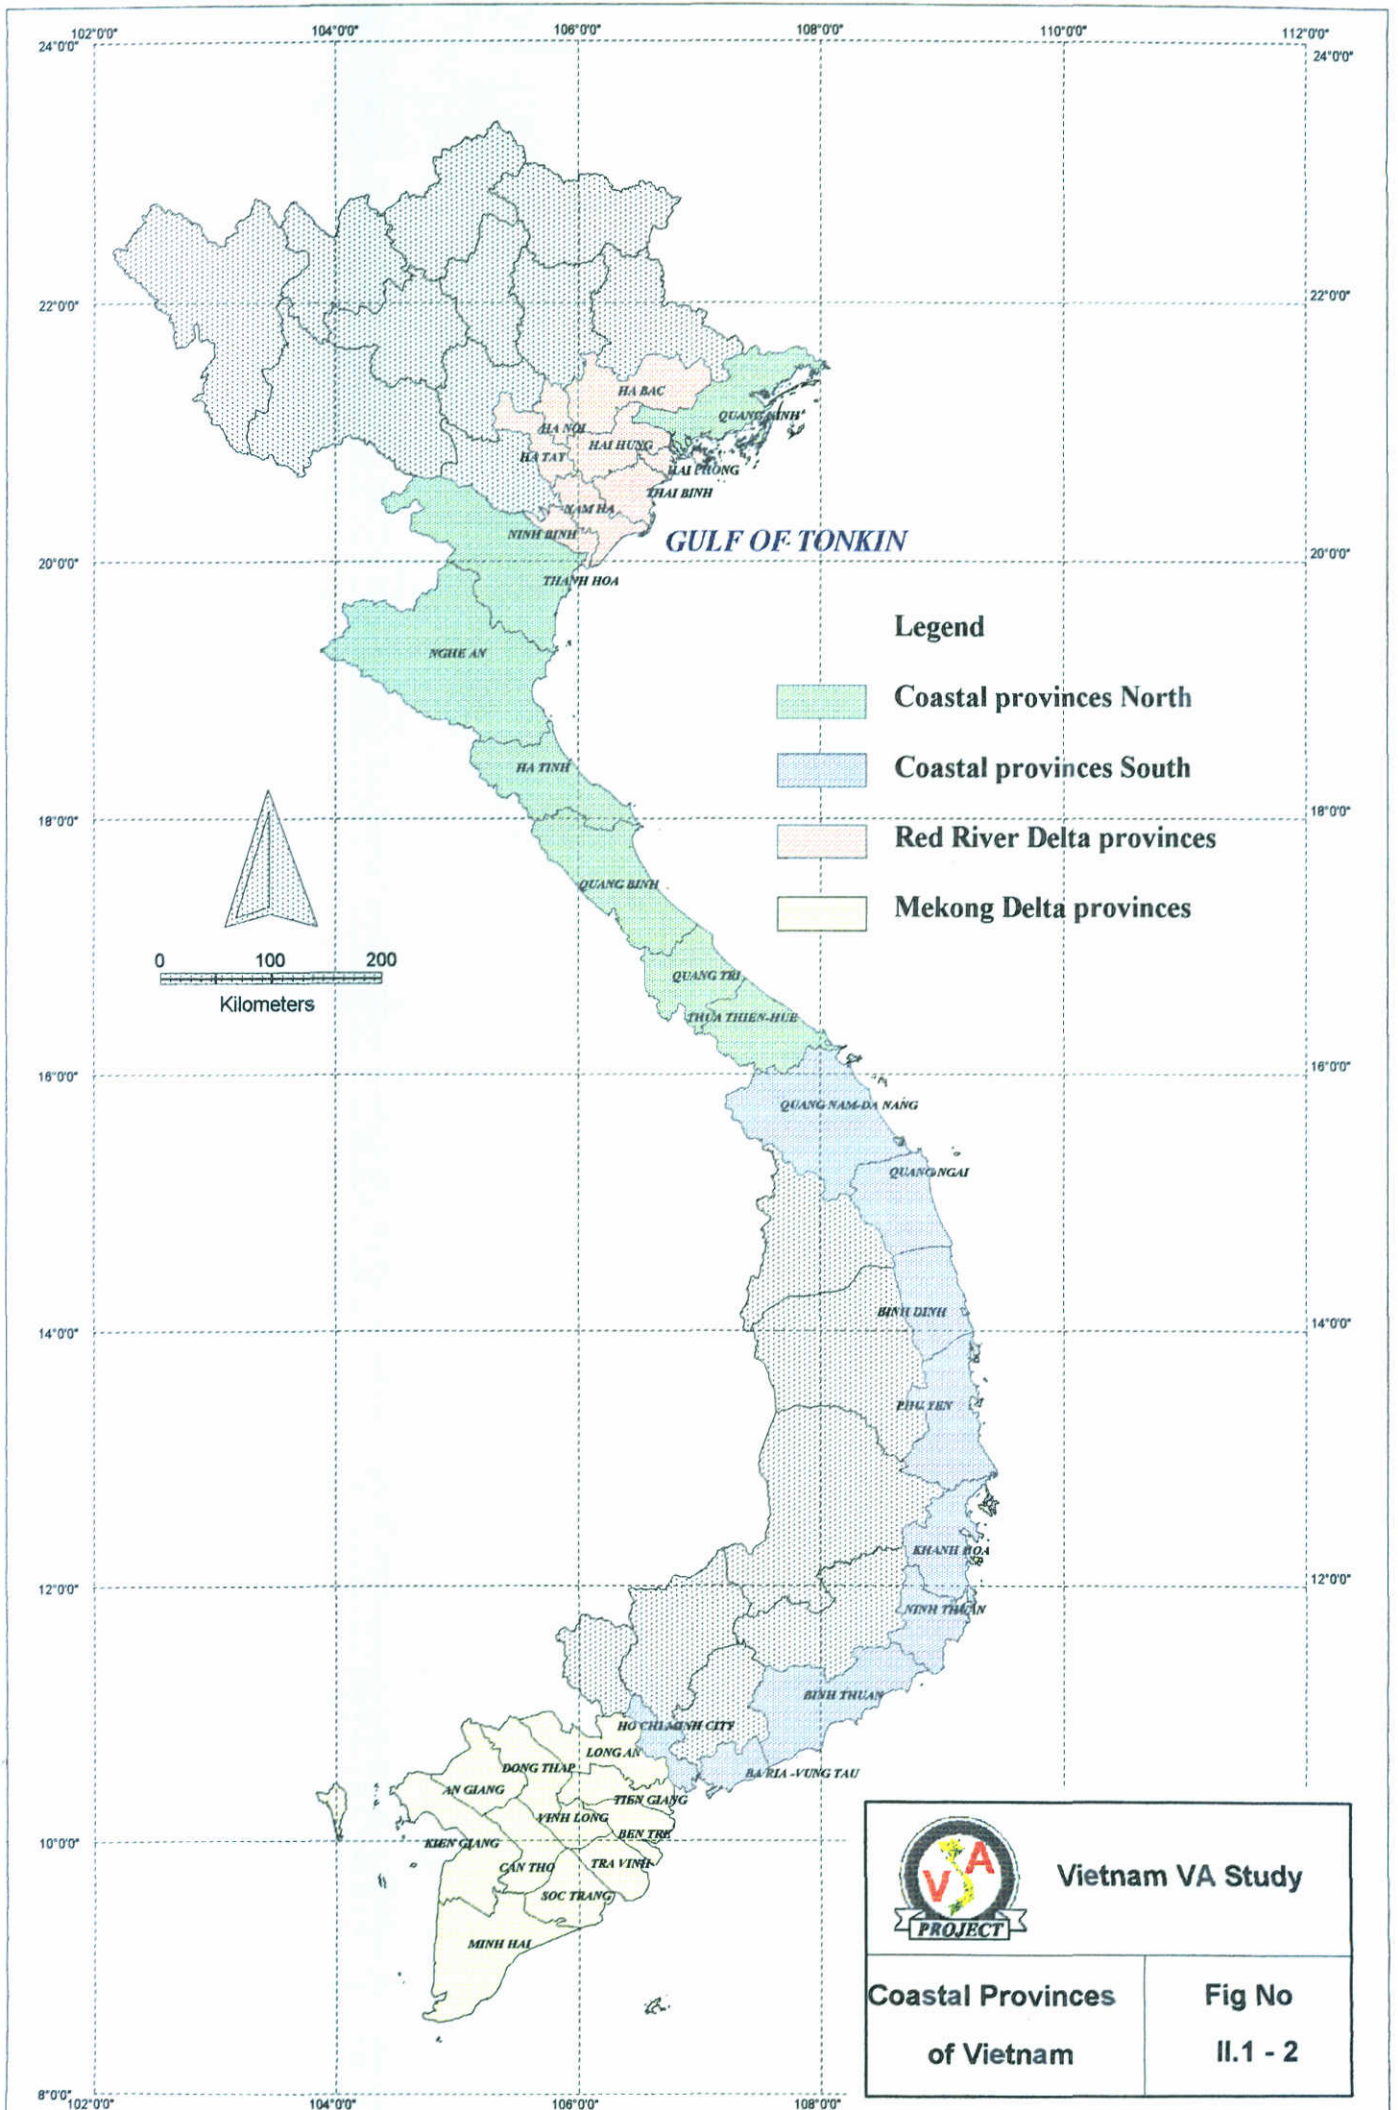 102°0'0" 104°0'0" 106°0'0" 108°0'0" 110°0'0" 112°0'0"
24°0'0" 24°0'0"
22°0'0" 22°0'0"
HA BAC
QUANG NINH
HA NOI
HAI HUNG
HA TAY
HAI PHONG
THAI BINH
NAM HA
NINH BINH
GULF OF TONKIN
20°0'0" 20°0'0"
THANH HOA
Legend
NGHE AN
Coastal provinces North
Coastal provinces South
HA TINH
18°0'0" 18°0'0"
Red River Delta provinces
QUANG BINH
Mekong Delta provinces
0 100 200
Kilometers
QUANG TRI
THUA THIEN-HUE
16°0'0" 16°0'0"
QUANG NAM-DA NANG
QUANG NGAI
BINH DINH
14°0'0" 14°0'0"
PHU YEN
KHANH HOA
12°0'0" 12°0'0"
NINH THUAN
BINH THUAN
HO CHI MINH CITY
LONG AN
DONG THAP
BA RIA -VUNG TAU
AN GIANG
TIEN GIANG
VINH LONG
BEN TRE
10°0'0"
KIEN GIANG
CAN THO
TRA VINH
SOC TRANG
MINH HAI
V A
PROJECT
Vietnam VA Study
Coastal Provinces
of Vietnam
Fig No
II.1 - 2
8°0'0"
102°0'0" 104°0'0" 106°0'0" 108°0'0"